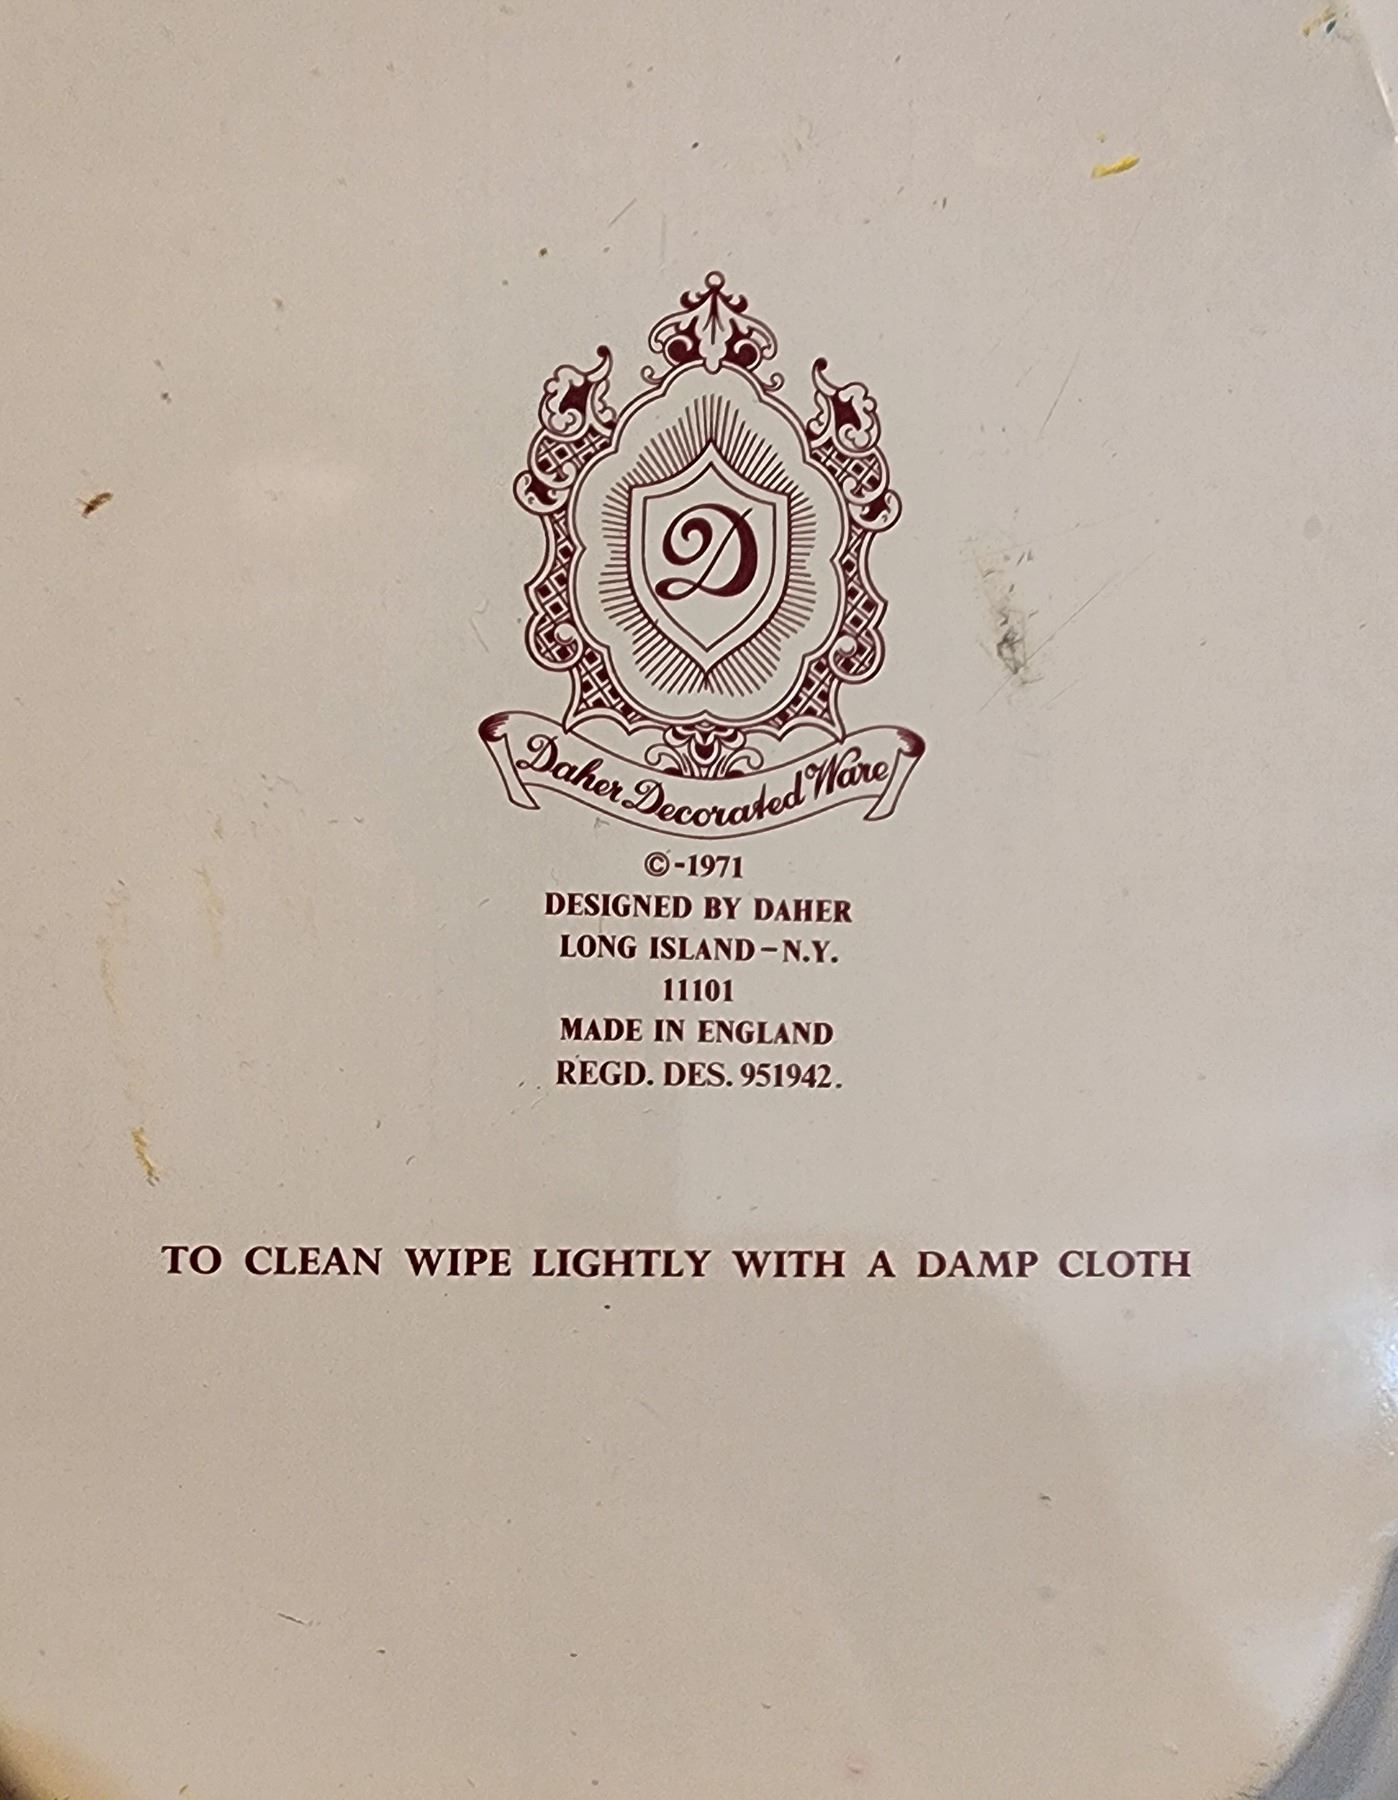 D
Daher Decorated Ware
©-1971
DESIGNED BY DAHER
LONG ISLAND-N.Y.
11101
MADE IN ENGLAND
REGD. DES. 951942.
TO CLEAN WIPE LIGHTLY WITH A DAMP CLOTH